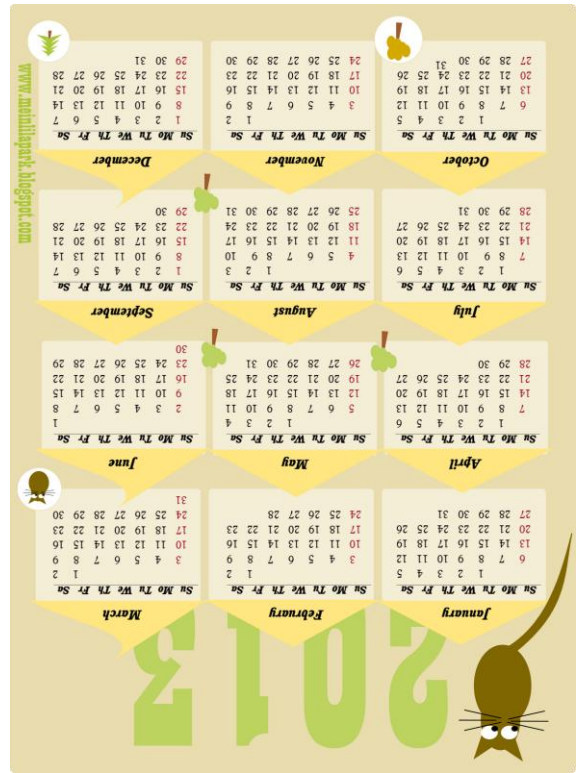 2013
January
Su Mo Tu We Th Fr Sa
1 2 3 4 5
6 7 8 9 10 11 12
13 14 15 16 17 18 19
20 21 22 23 24 25 26
27 28 29 30 31
February
Su Mo Tu We Th Fr Sa
1 2
3 4 5 6 7 8 9
10 11 12 13 14 15 16
17 18 19 20 21 22 23
24 25 26 27 28
March
Su Mo Tu We Th Fr Sa
1 2
3 4 5 6 7 8 9
10 11 12 13 14 15 16
17 18 19 20 21 22 23
24 25 26 27 28 29 30
31
April
Su Mo Tu We Th Fr Sa
1 2 3 4 5 6
7 8 9 10 11 12 13
14 15 16 17 18 19 20
21 22 23 24 25 26 27
28 29 30
May
Su Mo Tu We Th Fr Sa
1 2 3 4
5 6 7 8 9 10 11
12 13 14 15 16 17 18
19 20 21 22 23 24 25
26 27 28 29 30 31
June
Su Mo Tu We Th Fr Sa
1
2 3 4 5 6 7 8
9 10 11 12 13 14 15
16 17 18 19 20 21 22
23 24 25 26 27 28 29
30
July
Su Mo Tu We Th Fr Sa
1 2 3 4 5 6
7 8 9 10 11 12 13
14 15 16 17 18 19 20
21 22 23 24 25 26 27
28 29 30 31
August
Su Mo Tu We Th Fr Sa
1 2 3
4 5 6 7 8 9 10
11 12 13 14 15 16 17
18 19 20 21 22 23 24
25 26 27 28 29 30 31
September
Su Mo Tu We Th Fr Sa
1 2 3 4 5 6 7
8 9 10 11 12 13 14
15 16 17 18 19 20 21
22 23 24 25 26 27 28
29 30
October
Su Mo Tu We Th Fr Sa
1 2 3 4 5
6 7 8 9 10 11 12
13 14 15 16 17 18 19
20 21 22 23 24 25 26
27 28 29 30 31
November
Su Mo Tu We Th Fr Sa
1 2
3 4 5 6 7 8 9
10 11 12 13 14 15 16
17 18 19 20 21 22 23
24 25 26 27 28 29 30
December
Su Mo Tu We Th Fr Sa
1 2 3 4 5 6 7
8 9 10 11 12 13 14
15 16 17 18 19 20 21
22 23 24 25 26 27 28
29 30 31
www.meinlilapark.blogspot.com